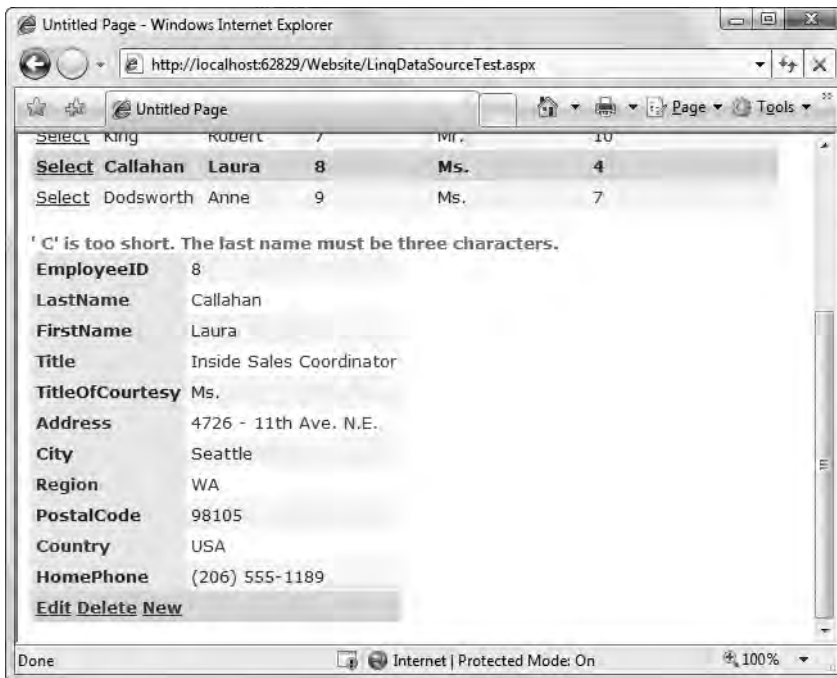 Untitled Page - Windows Internet Explorer
http://localhost:62829/Website/LinqDataSourceTest.aspx
Untitled Page Page Tools
Select King Robert 7 Mr. 10
Select Callahan Laura 8 Ms. 4
Select Dodsworth Anne 9 Ms. 7
' C' is too short. The last name must be three characters.
EmployeeID 8
LastName Callahan
FirstName Laura
Title Inside Sales Coordinator
TitleOfCourtesy Ms.
Address 4726 - 11th Ave. N.E.
City Seattle
Region WA
PostalCode 98105
Country USA
HomePhone (206) 555-1189
Edit Delete New
Done Internet | Protected Mode: On 100%